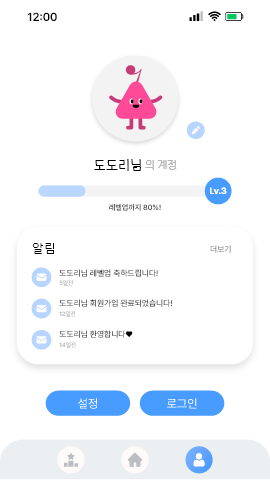 12:00
도도리님 의 계정
Lv.3
레벨업까지 80%!
알림 더보기
도도리님 레벨업 축하드립니다!
5일전
도도리님 회원가입 완료되었습니다!
12일전
도도리님 환영합니다♥
14일전
설정 로그인